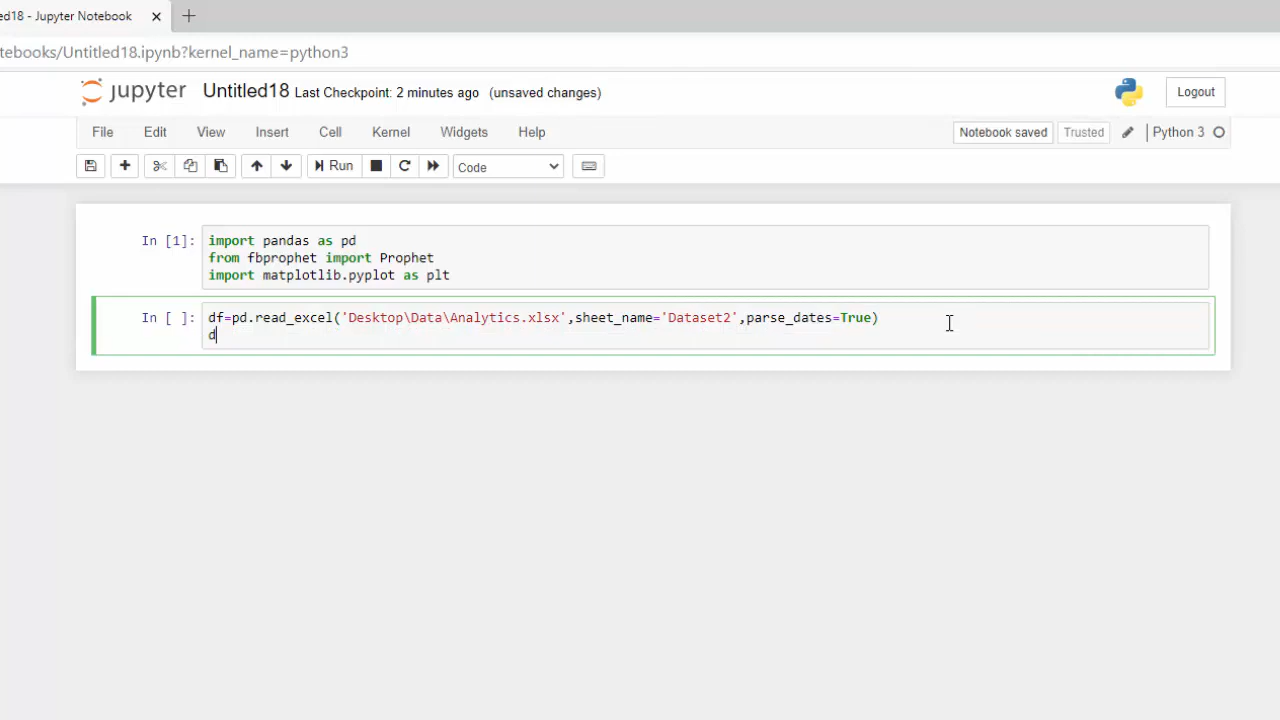 ed18 - Jupyter Notebook
tebooks/Untitled18.ipynb?kernel_name=python3
jupyter Untitled18 Last Checkpoint: 2 minutes ago (unsaved changes) Logout
File Edit View Insert Cell Kernel Widgets Help Notebook saved Trusted Python 3
Run Code
In [1]: import pandas as pd
from fbprophet import Prophet
import matplotlib.pyplot as plt
In [ ]: df=pd.read_excel('Desktop\Data\Analytics.xlsx',sheet_name='Dataset2',parse_dates=True)
d